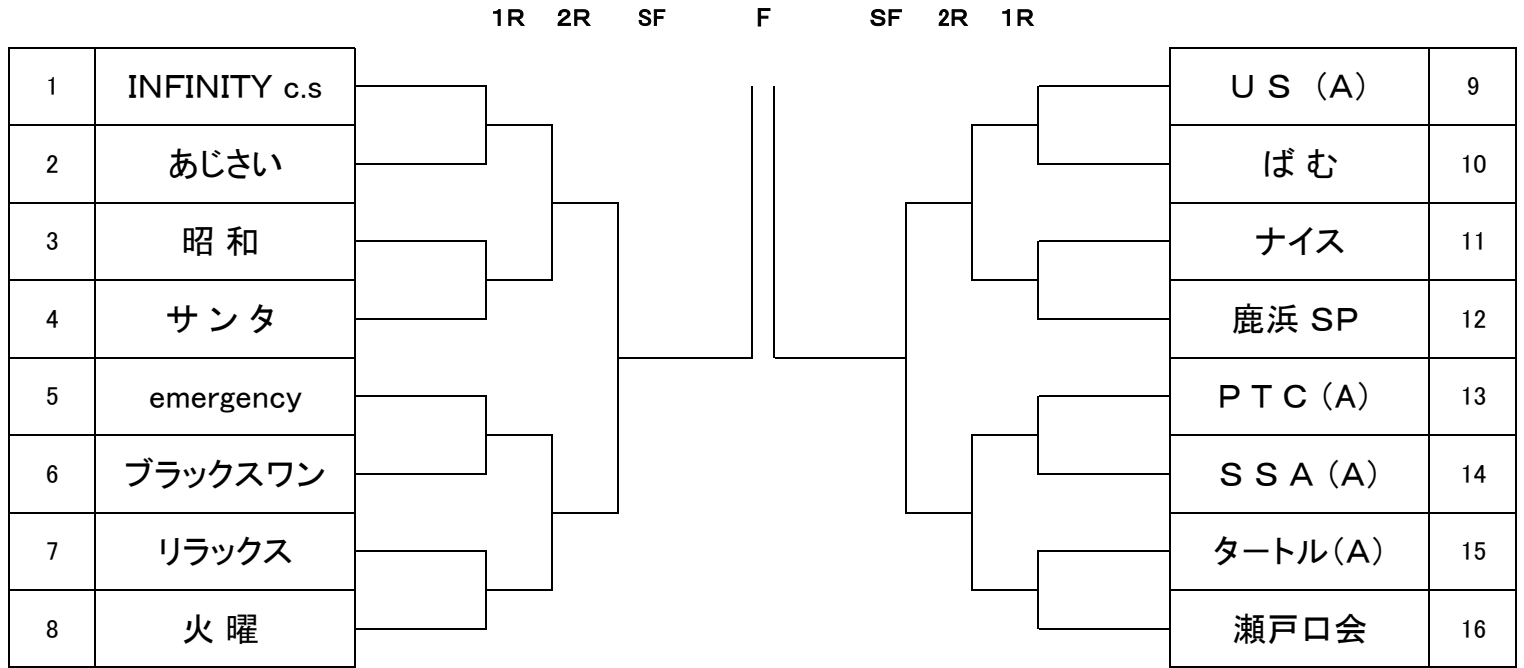 1R 2R SF F SF 2R 1R
1 INFINITY c.s US (A) 9
2 あじさい ばむ 10
3 昭和 ナイス 11
4 サンタ 鹿浜 SP 12
5 emergency PTC (A) 13
6 ブラックスワン SSA (A) 14
7 リラックス タートル(A) 15
8 火曜 瀬戸口会 16